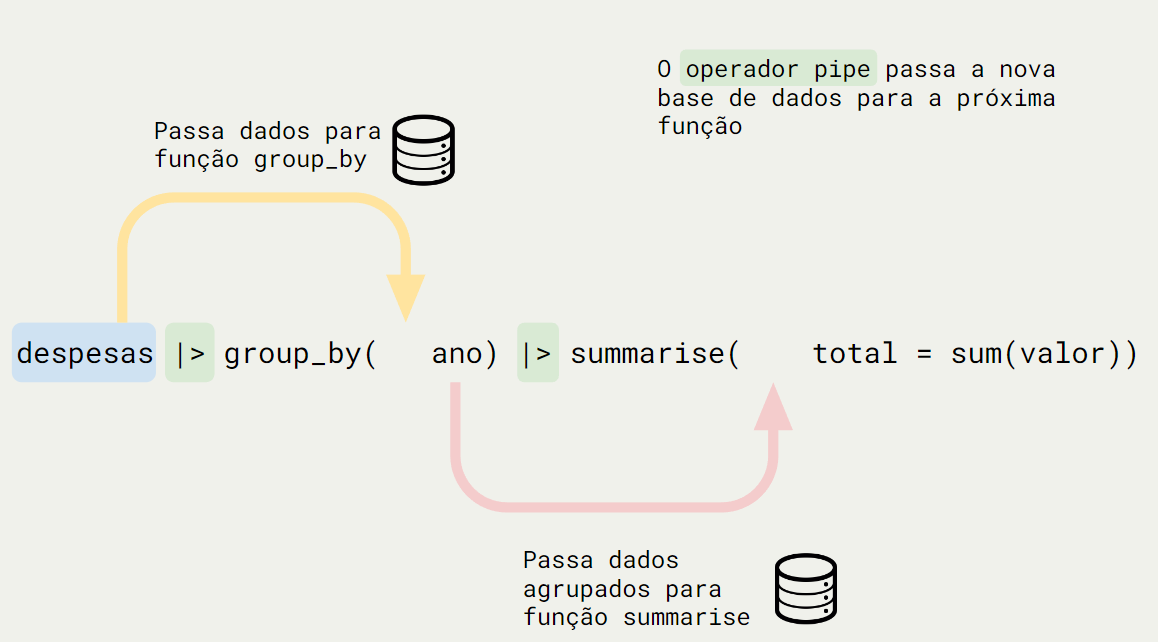 O operador pipe passa a nova
base de dados para a próxima
função
Passa dados para
função group_by
despesas |> group_by( ano) |> summarise( total = sum(valor))
Passa dados
agrupados para
função summarise